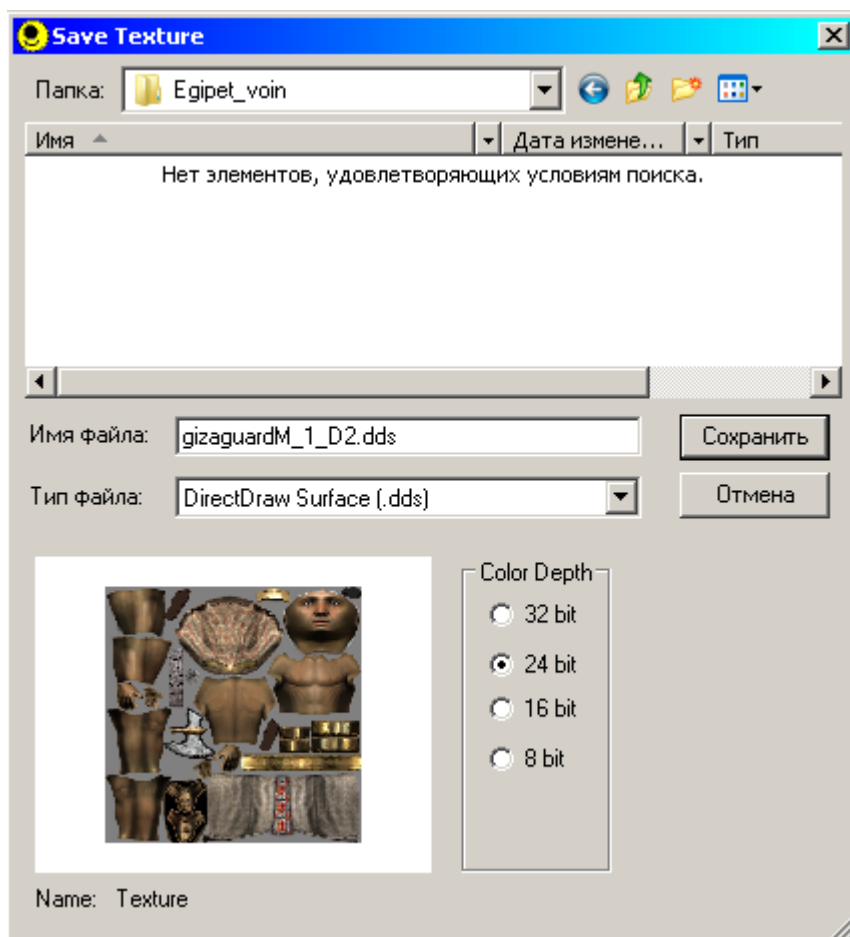 Save Texture
Папка: Egipet_voin
Имя Дата измене... Тип
Нет элементов, удовлетворяющих условиям поиска.
Имя файла: gizaguardM_1_D2.dds Сохранить
Тип файла: DirectDraw Surface (.dds) Отмена
Color Depth
32 bit
24 bit
16 bit
8 bit
Name: Texture